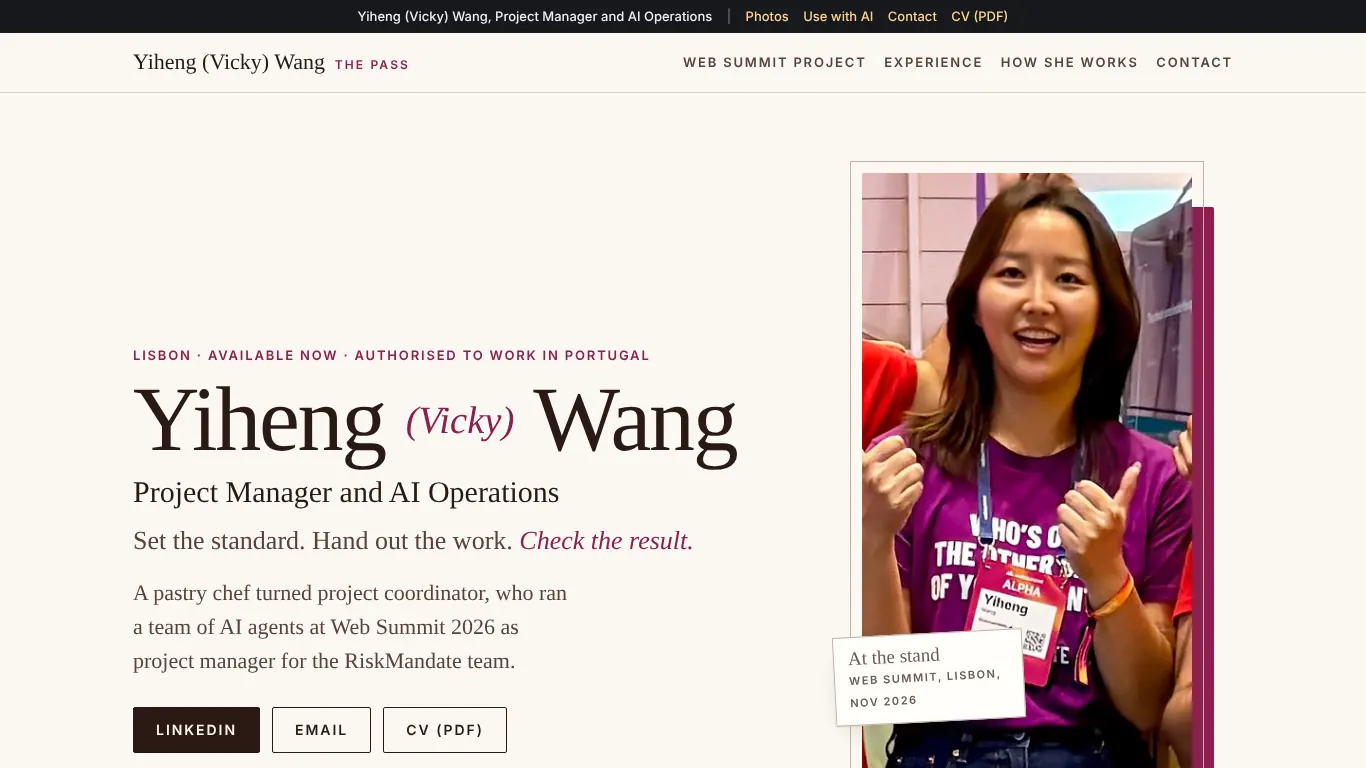 Yiheng (Vicky) Wang, Project Manager and AI Operations | Photos Use with AI Contact CV (PDF)
Yiheng (Vicky) Wang THE PASS
WEB SUMMIT PROJECT EXPERIENCE HOW SHE WORKS CONTACT
LISBON · AVAILABLE NOW · AUTHORISED TO WORK IN PORTUGAL
Yiheng (Vicky) Wang
Project Manager and AI Operations
Set the standard. Hand out the work. Check the result.
A pastry chef turned project coordinator, who ran
a team of AI agents at Web Summit 2026 as
project manager for the RiskMandate team.
LINKEDIN EMAIL CV (PDF)
WHO'S O
THE OTHER
OF Y
ALPHA
Yiheng
At the stand
WEB SUMMIT, LISBON,
NOV 2026